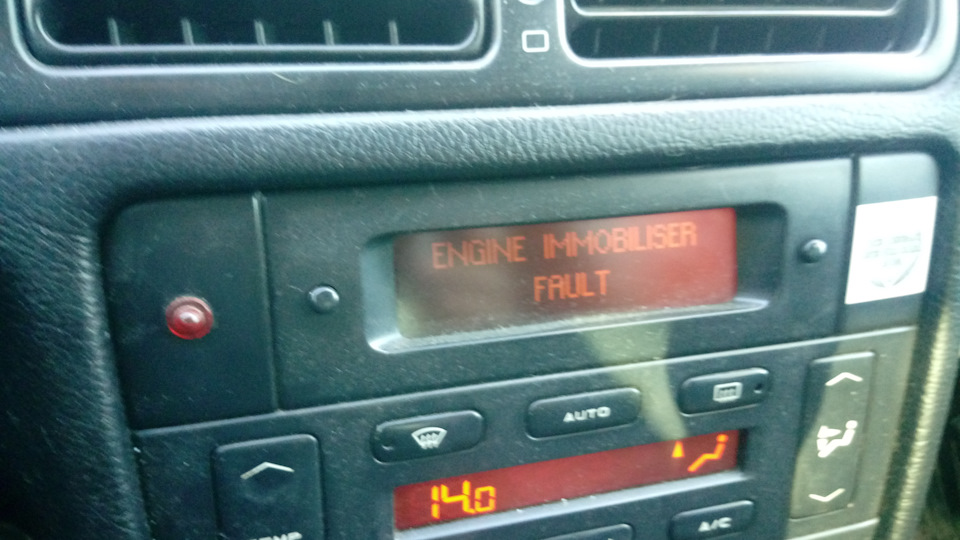 ENGINE IMMOBILISER
FAULT
AUTO
14.0
A/C